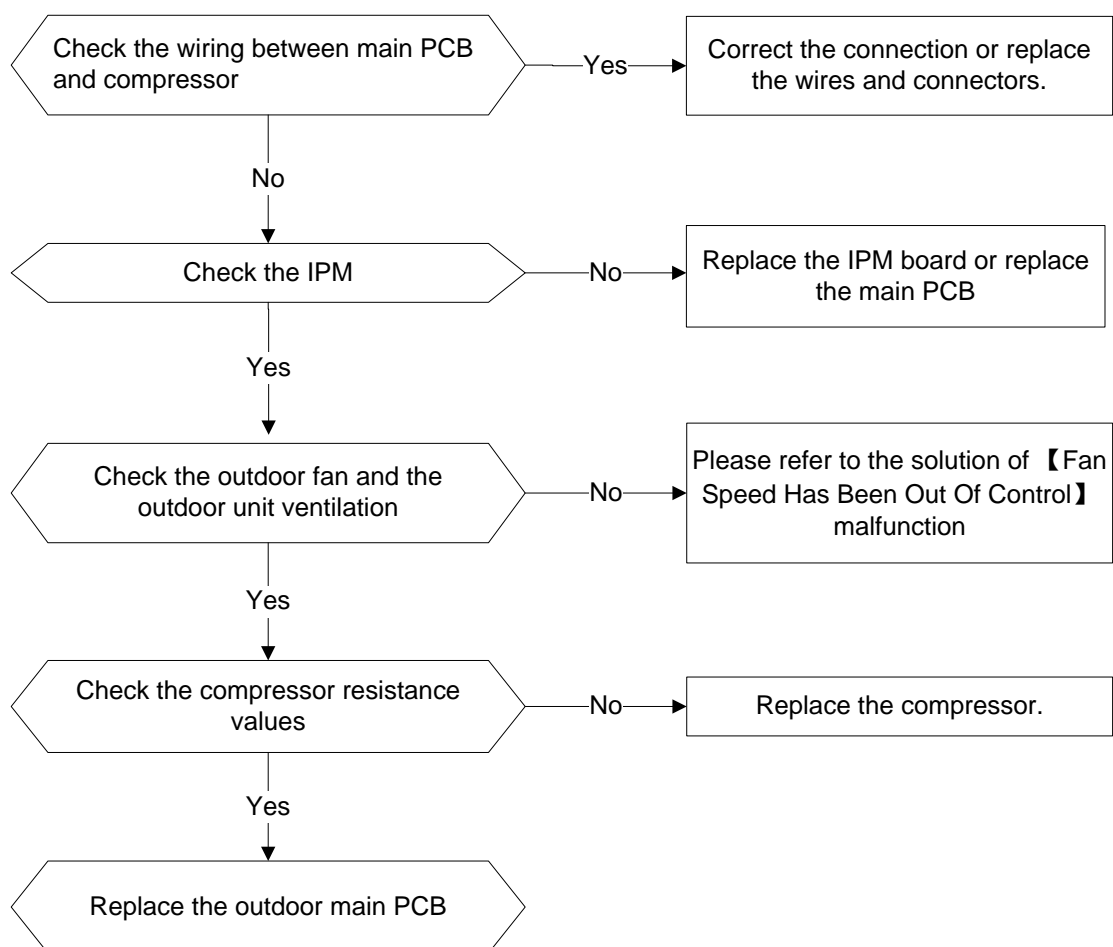 Check the wiring between main PCB
and compressor
Yes
Correct the connection or replace
the wires and connectors.
No
Check the IPM
No
Replace the IPM board or replace
the main PCB
Yes
Check the outdoor fan and the
outdoor unit ventilation
No
Please refer to the solution of 【Fan
Speed Has Been Out Of Control】
malfunction
Yes
Check the compressor resistance
values
No
Replace the compressor.
Yes
Replace the outdoor main PCB